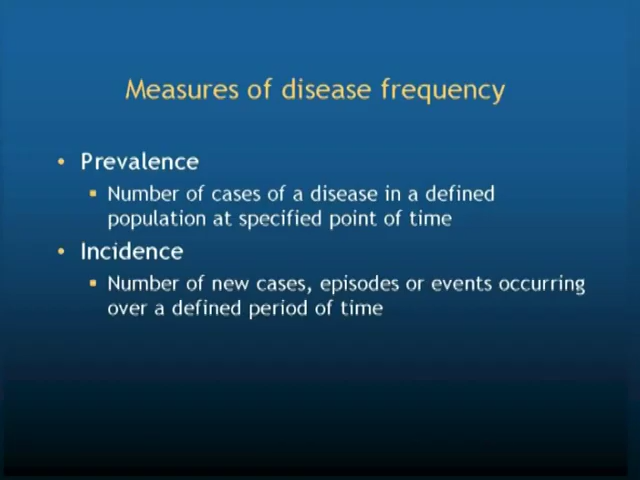 Measures of disease frequency
• Prevalence
▪ Number of cases of a disease in a defined
population at specified point of time
• Incidence
▪ Number of new cases, episodes or events occurring
over a defined period of time